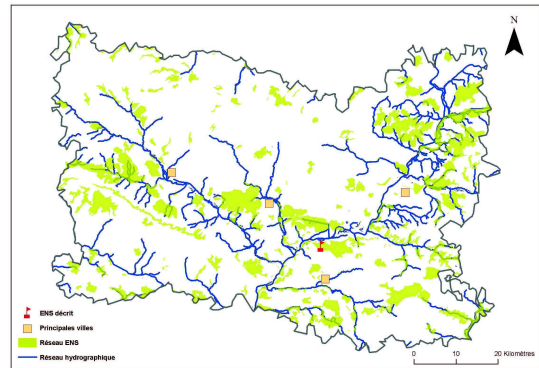 N
ENS décrit
Principales villes
Réseau ENS
Réseau hydrographique
0 10 20 Kilomètres